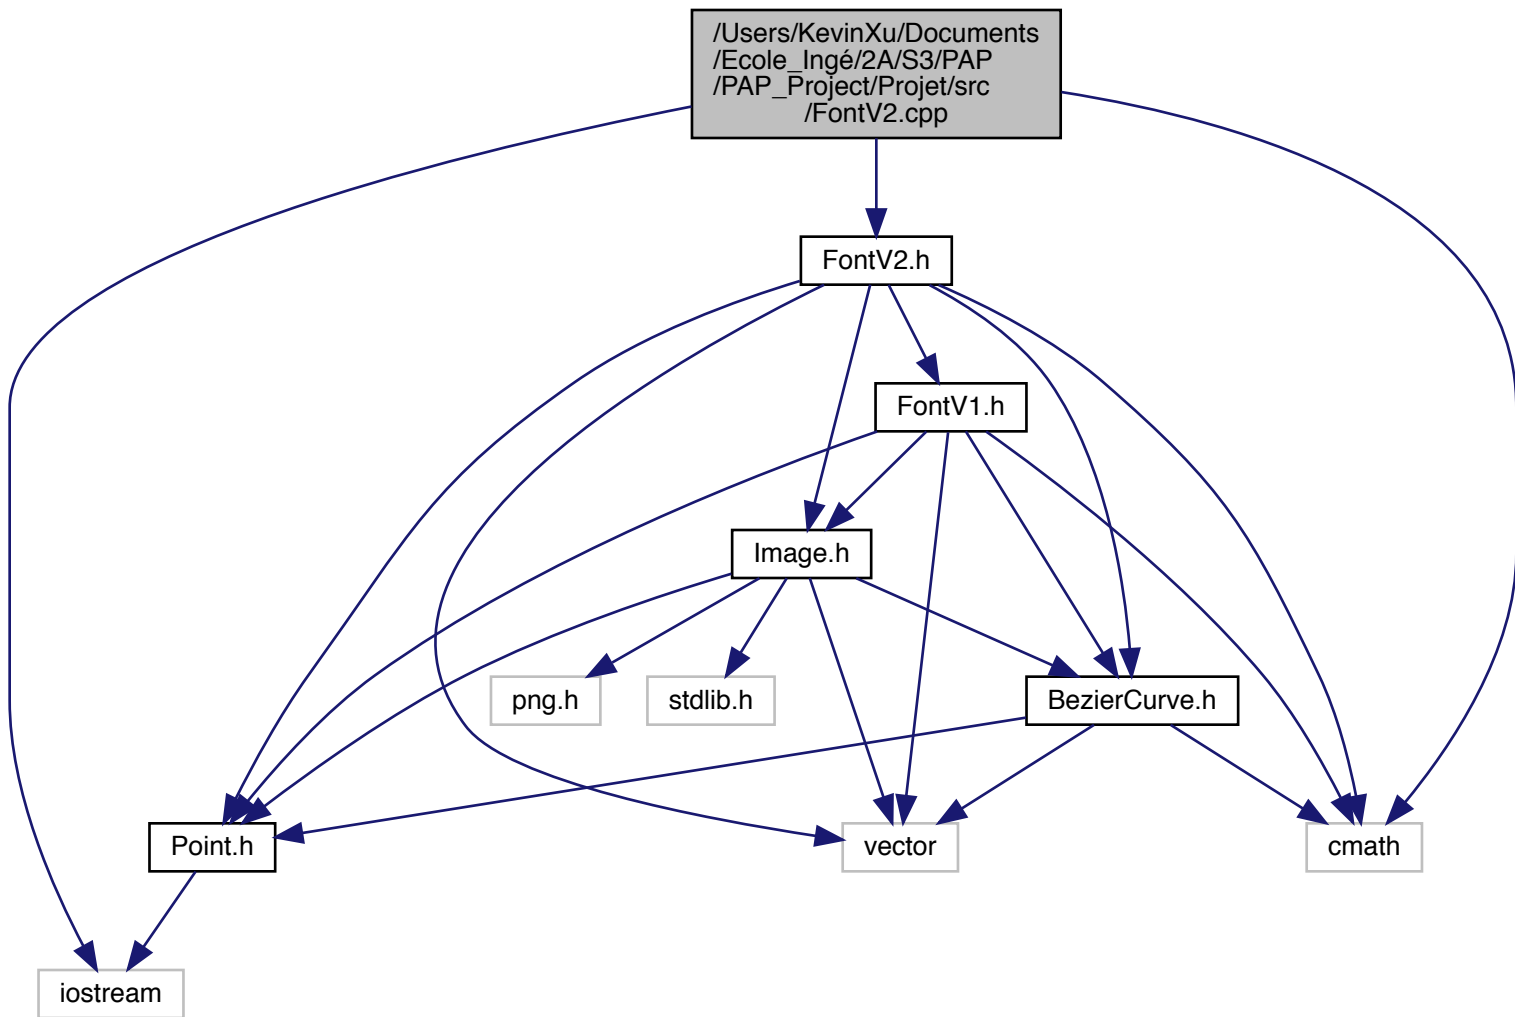 /Users/KevinXu/Documents
/Ecole_Ingé/2A/S3/PAP
/PAP_Project/Projet/src
/FontV2.cpp
FontV2.h
FontV1.h
Image.h
png.h
stdlib.h
BezierCurve.h
Point.h
vector
cmath
iostream